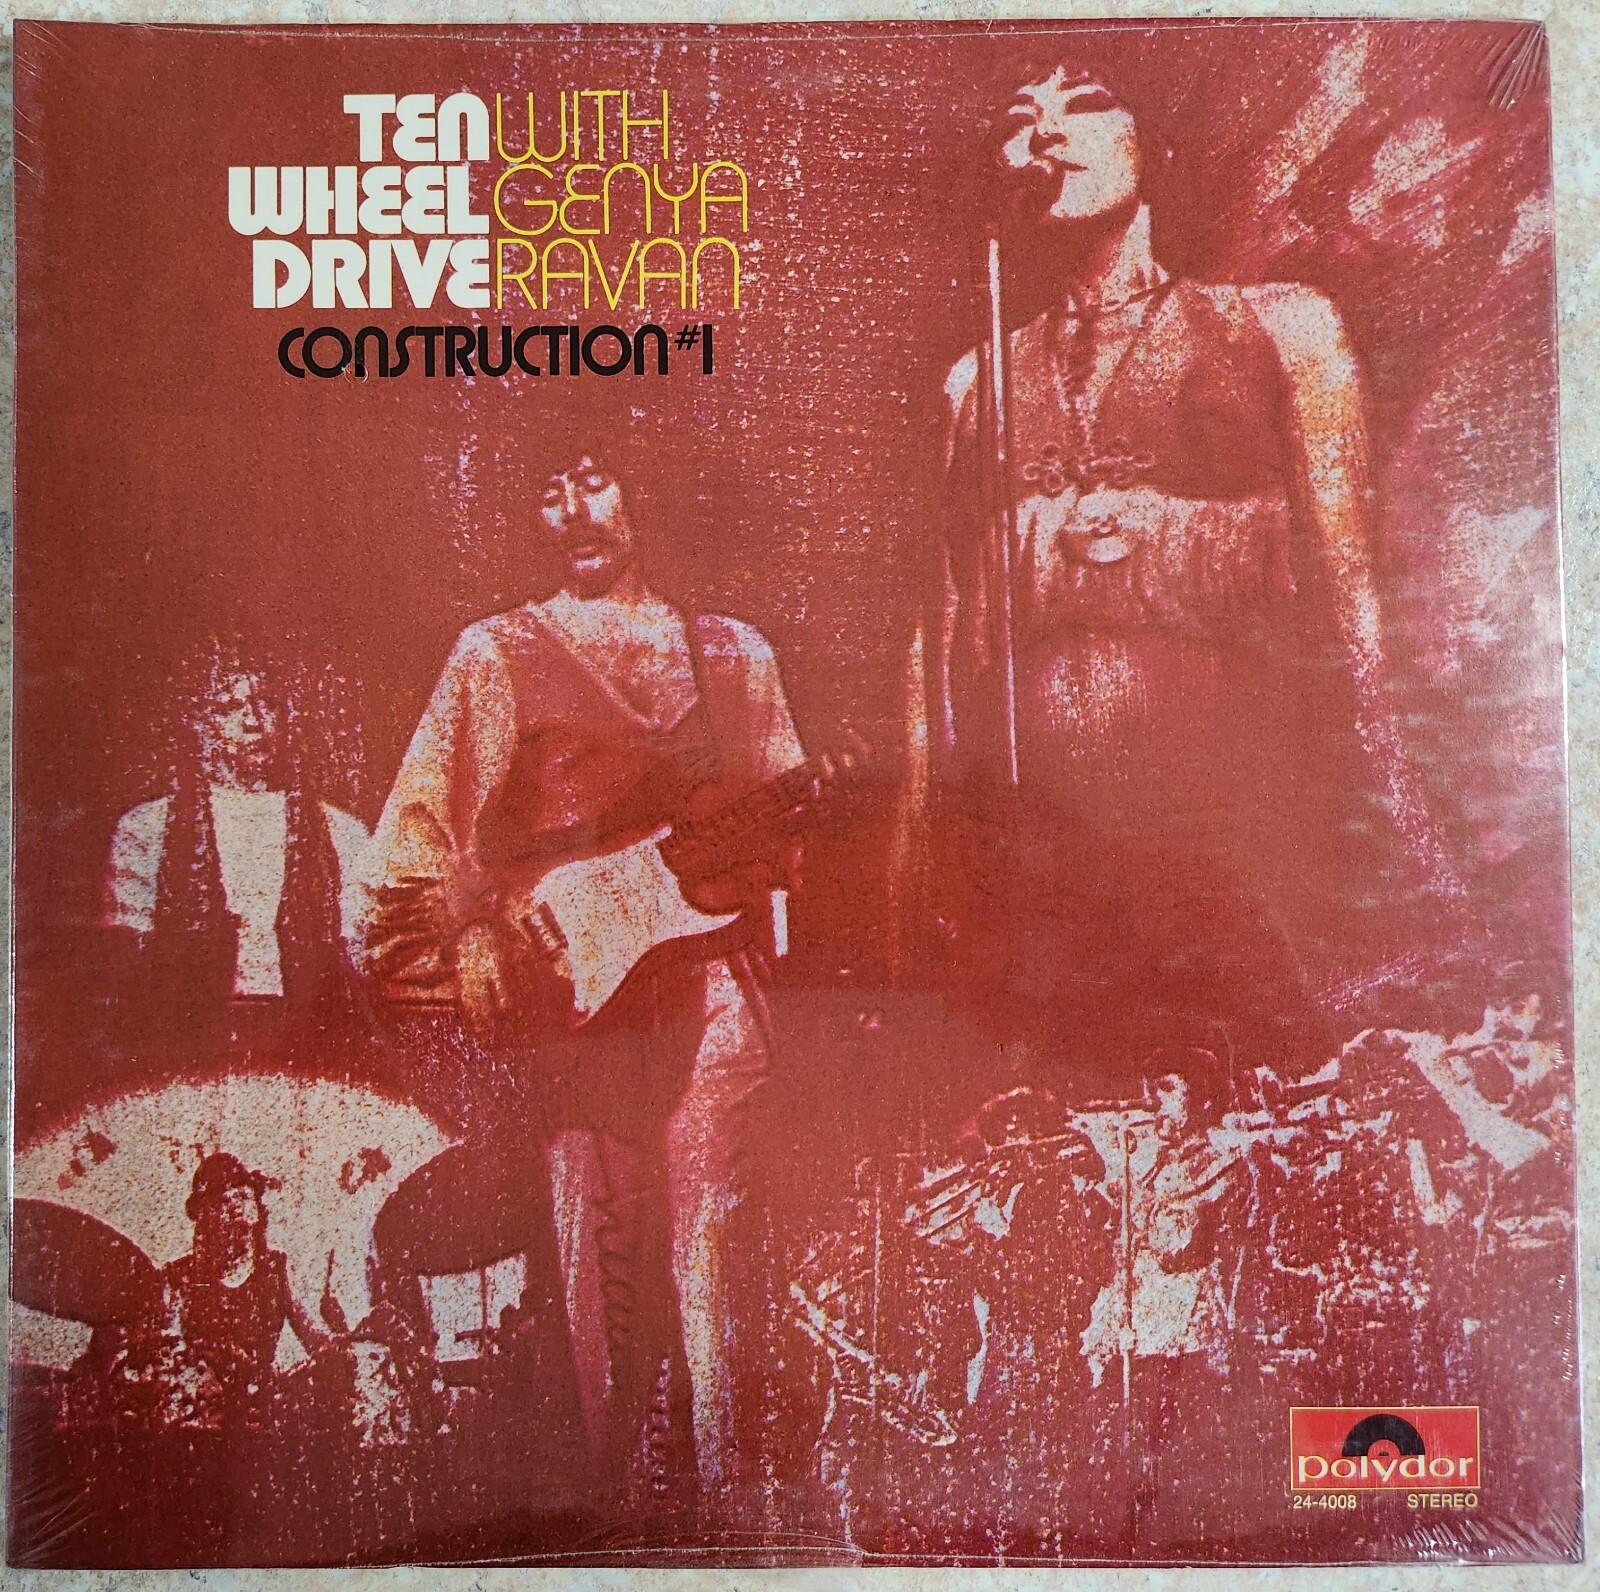 TEN WITH
WHEEL GENYA
DRIVE RAVAN
CONSTRUCTION #1
polydor
24-4008 STEREO